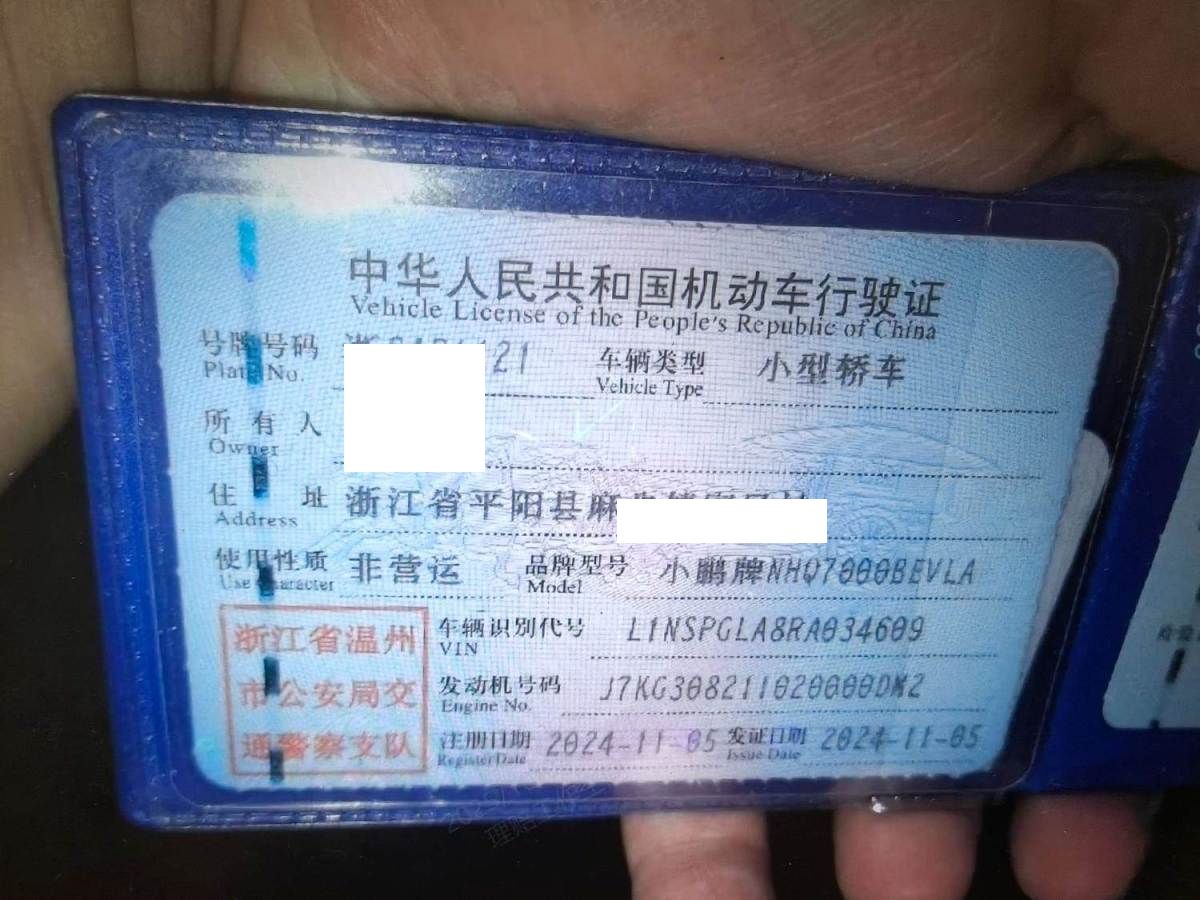 中华人民共和国机动车行驶证
Vehicle License of the People's Republic of China
号牌号码 21 车辆类型 小型轿车
Plate No. Vehicle Type
所有人
Owner
住址 浙江省平阳县麻
Address
使用性质 非营运 品牌型号 小鹏牌NHQ7000BEVLA
Use Character Model
浙江省温州
市公安局交
通警察支队
车辆识别代号 L1NSPGLA8RA034609
VIN
发动机号码 J7KG308211020000DM2
Engine No.
注册日期 2024-11-05 发证日期 2024-11-05
Register Date Issue Date